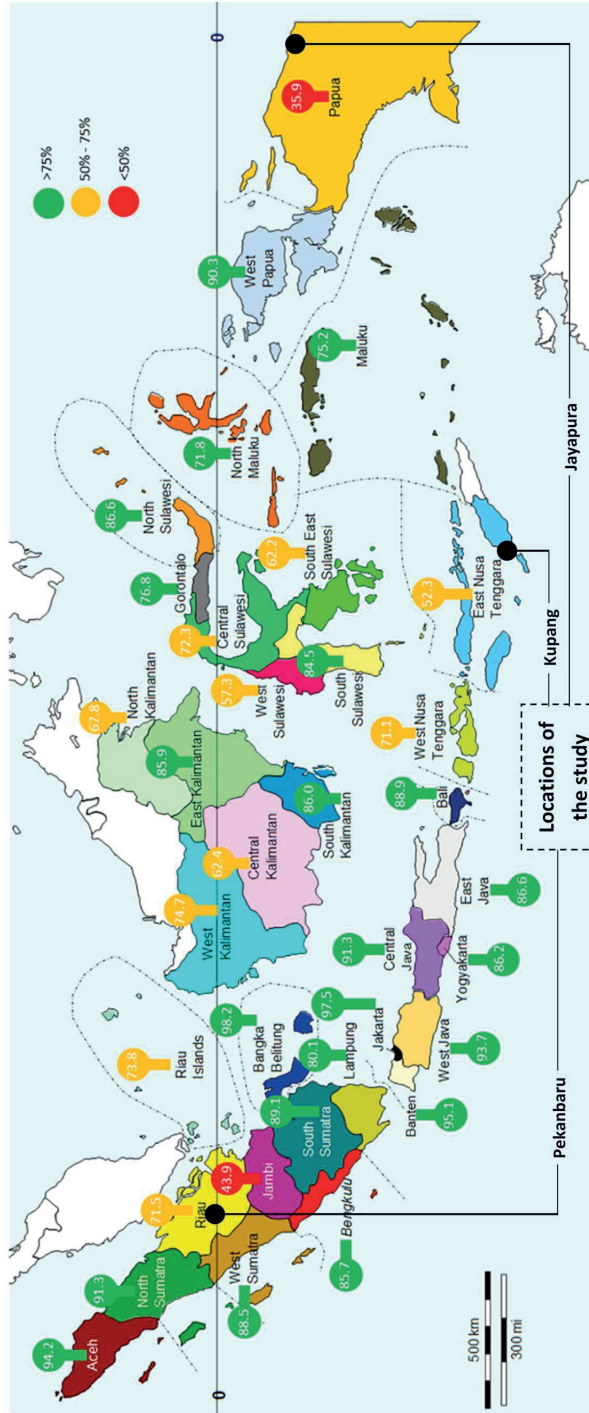 0
0
>75%
50% - 75%
<50%
94.2
Aceh
91.3
North
Sumatra
88.5
West
Sumatra
71.5
Riau
43.9
Jambi
85.7
Bengkulu
89.1
South
Sumatra
73.8
Riau
Islands
98.2
Bangka
Belitung
80.1
Lampung
97.5
Jakarta
Banten
95.1
West Java
93.7
91.3
Central
Java
Yogyakarta
86.2
East
Java
86.6
88.9
Bali
71.1
West Nusa
Tenggara
52.3
East Nusa
Tenggara
74.7
West
Kalimantan
62.4
Central
Kalimantan
86.0
South
Kalimantan
85.9
East Kalimantan
67.8
North
Kalimantan
57.3
West
Sulawesi
84.5
South
Sulawesi
72.3
Central
Sulawesi
62.2
South East
Sulawesi
76.8
Gorontalo
86.6
North
Sulawesi
71.8
North
Maluku
75.2
Maluku
90.3
West
Papua
35.9
Papua
500 km
300 mi
Pekanbaru
Locations of
the study
Kupang
Jayapura